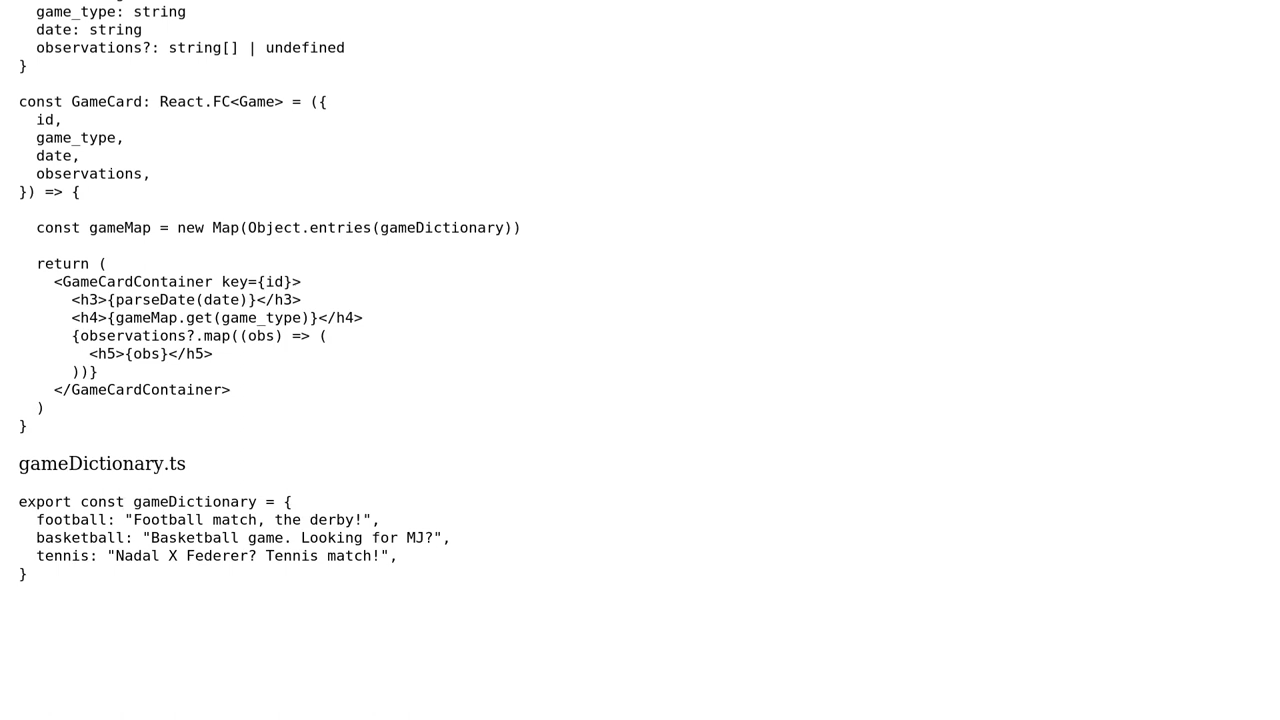 game_type: string
date: string
observations?: string[] | undefined
}
const GameCard: React.FC<Game> = ({
id,
game_type,
date,
observations,
}) => {
const gameMap = new Map(Object.entries(gameDictionary))
return (
<GameCardContainer key={id}>
<h3>{parseDate(date)}</h3>
<h4>{gameMap.get(game_type)}</h4>
{observations?.map((obs) => (
<h5>{obs}</h5>
))}
</GameCardContainer>
)
}
gameDictionary.ts
export const gameDictionary = {
football: "Football match, the derby!",
basketball: "Basketball game. Looking for MJ?",
tennis: "Nadal X Federer? Tennis match!",
}